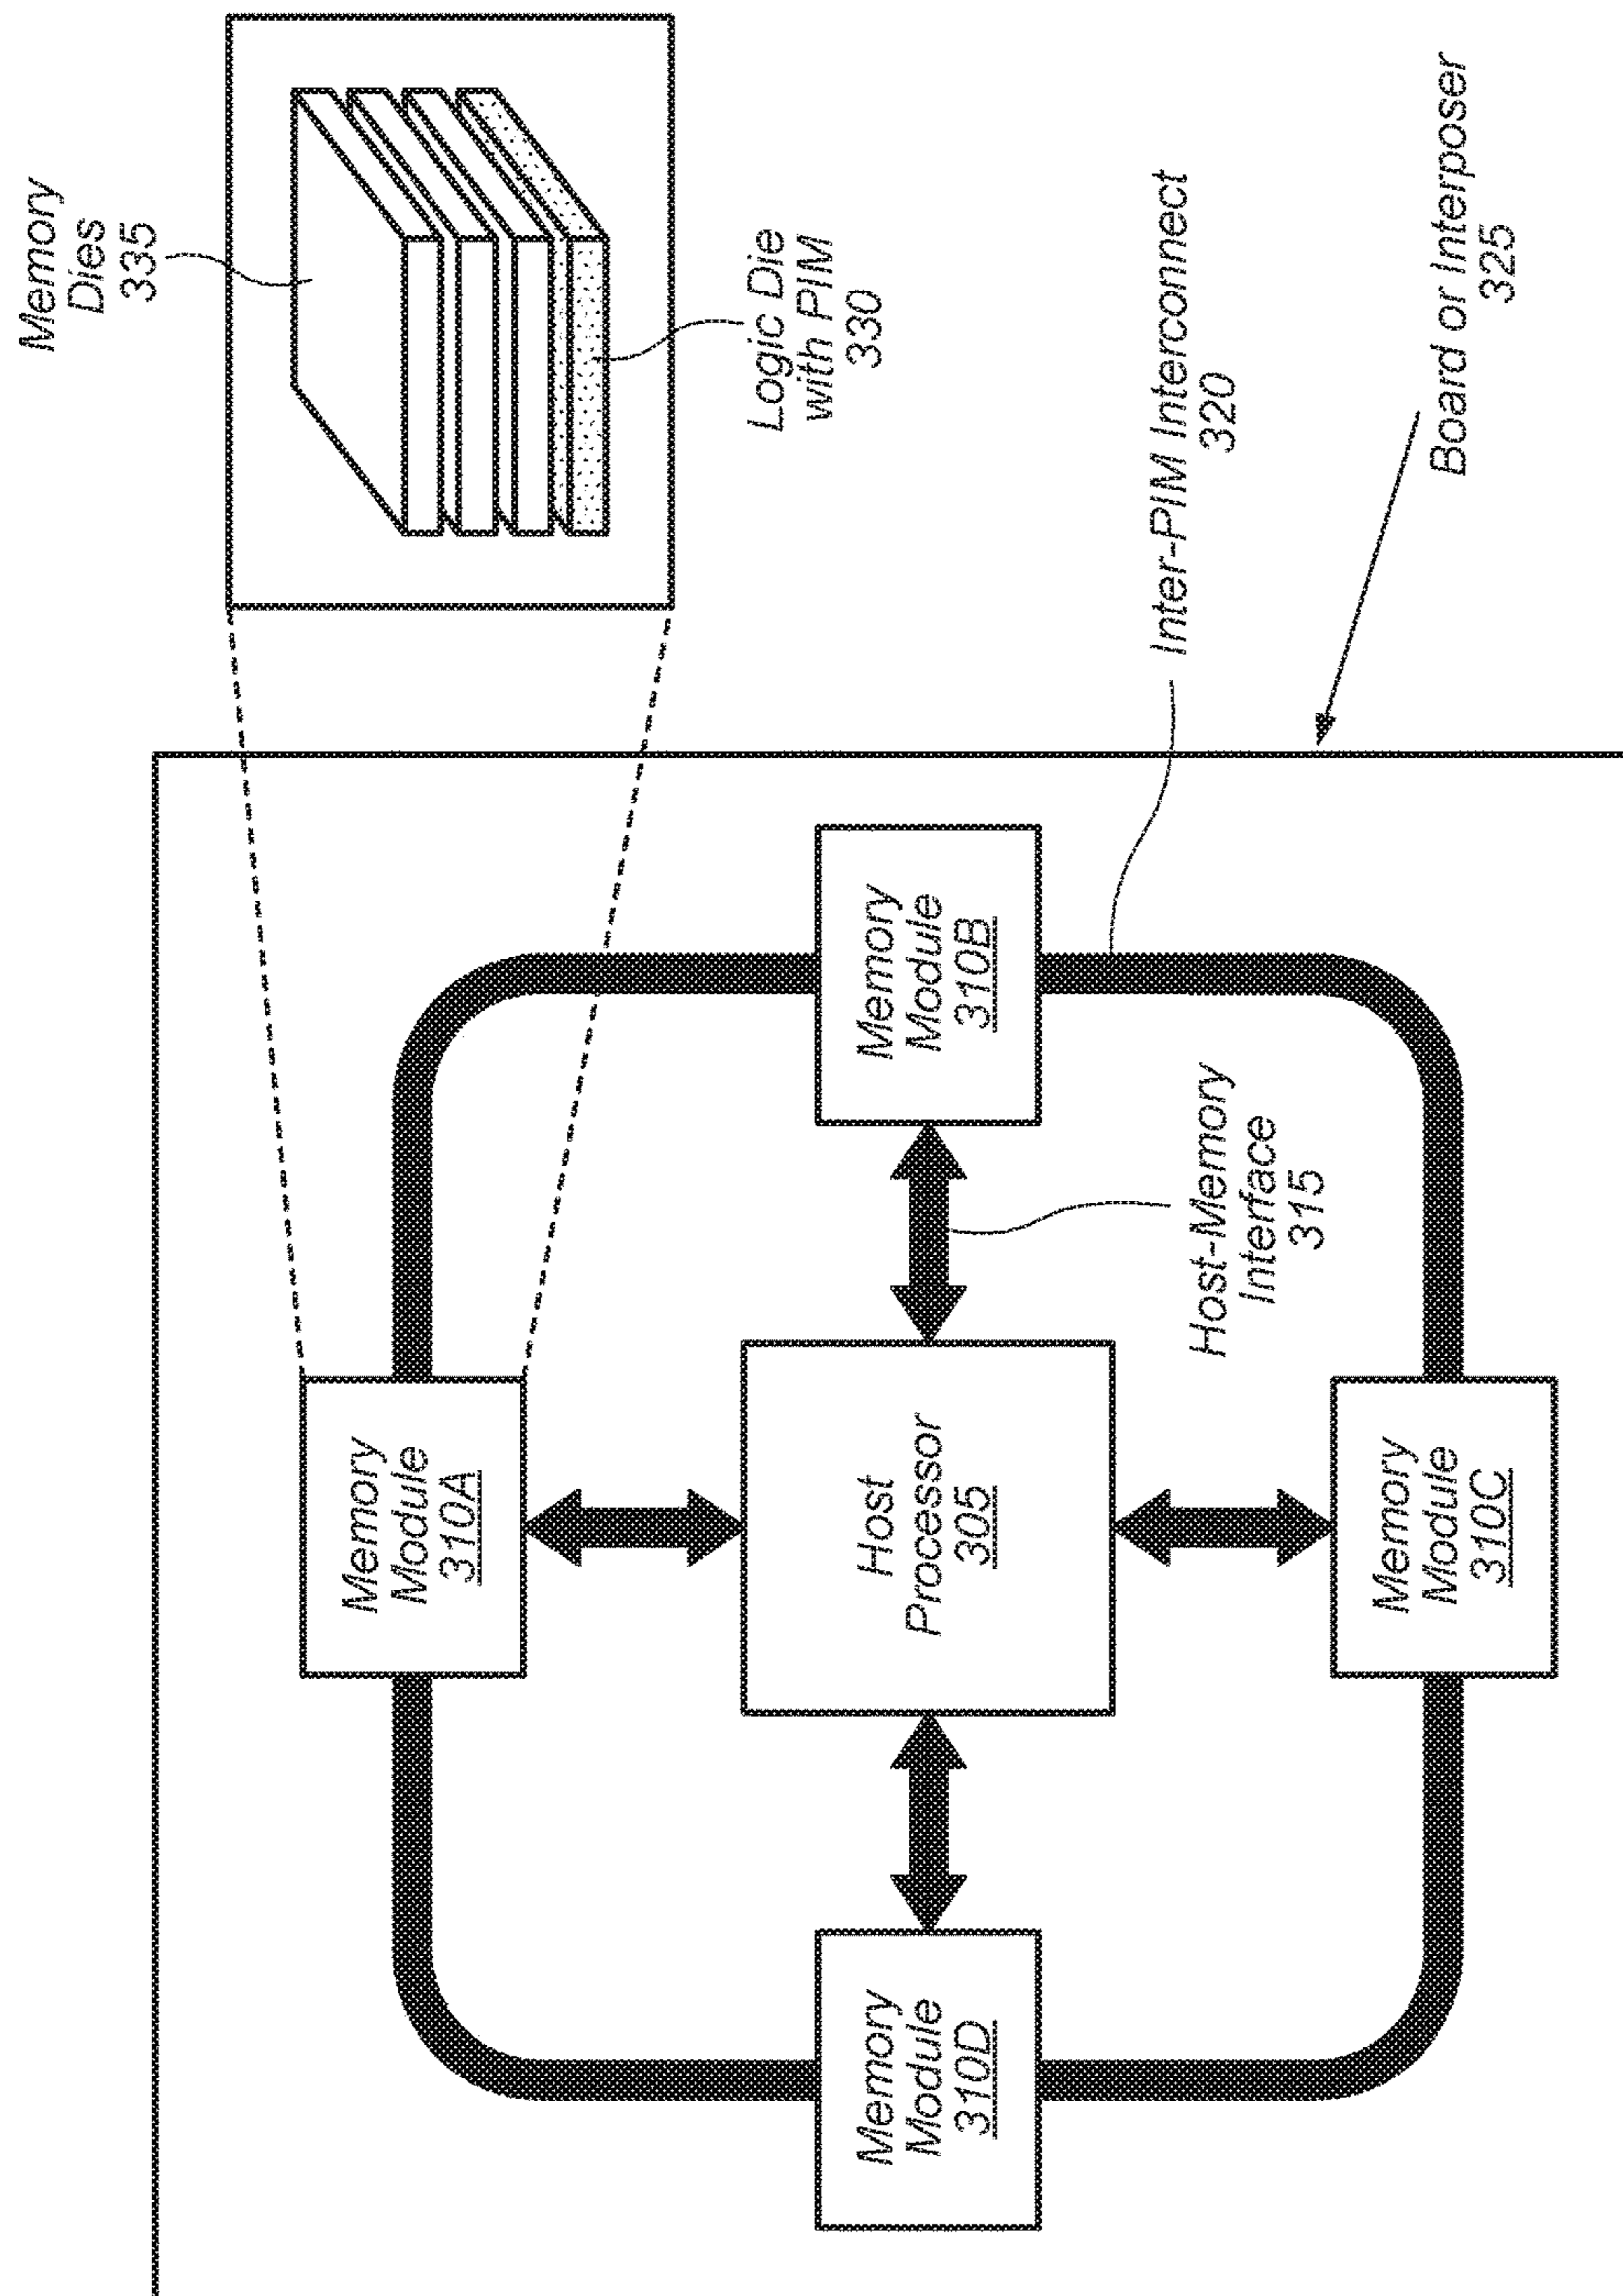 Memory
Dies
335
Logic Die
with PIM
330
Inter-PIM Interconnect
320
Board or Interposer
325
Memory
Module
310A
Memory
Module
310B
Host-Memory
Interface
315
Host
Processor
305
Memory
Module
310D
Memory
Module
310C